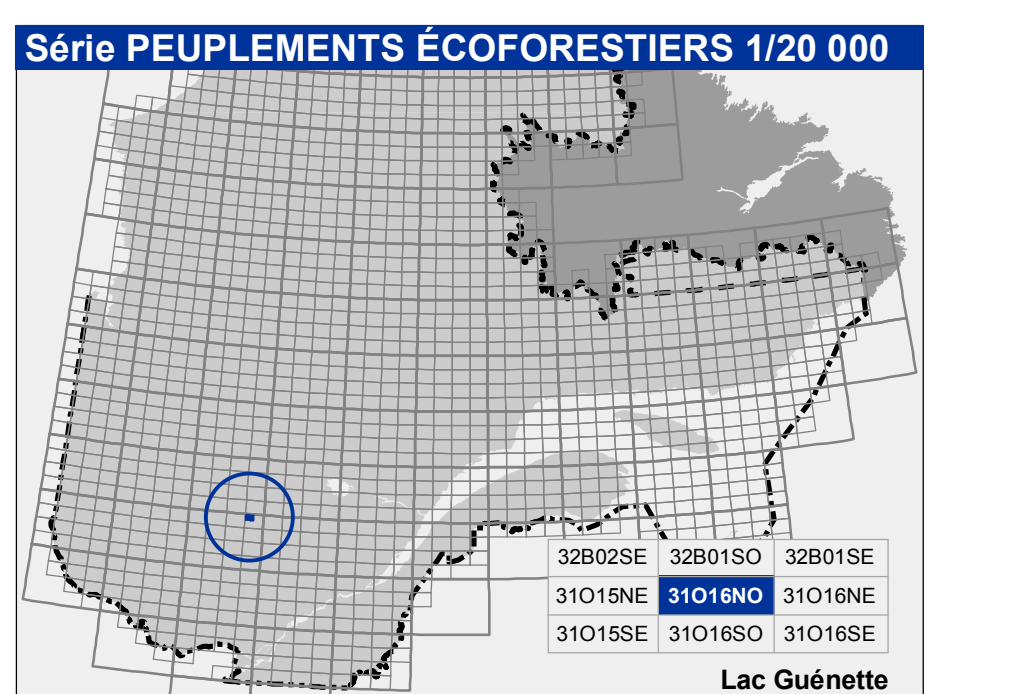 Série PEUPLEMENTS ÉCOFORESTIERS 1/20 000
32B02SE 32B01SO 32B01SE
31O15NE 31O16NO 31O16NE
31O15SE 31O16SO 31O16SE
Lac Guénette